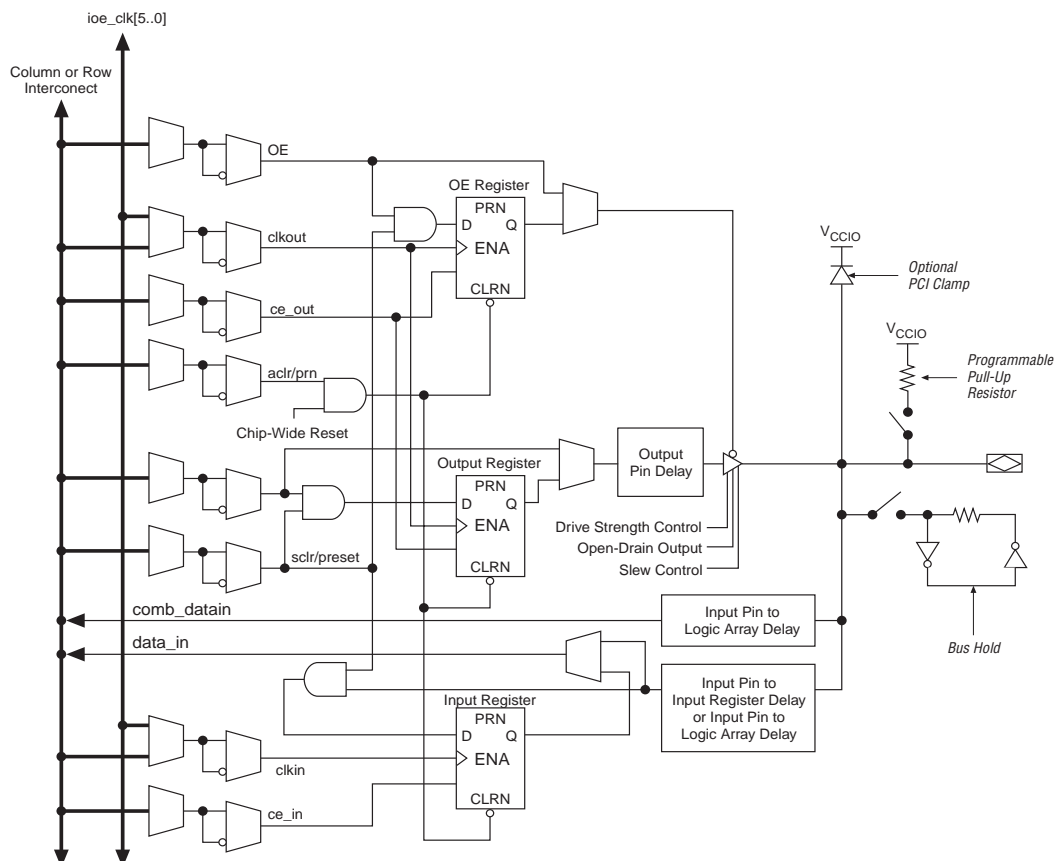 ioe_clk[5..0]
Column or Row
Interconect
OE
OE Register
PRN
D Q
clkout
ENA
ce_out
CLRN
aclr/prn
Chip-Wide Reset
VCCIO
Optional
PCI Clamp
VCCIO
Programmable
Pull-Up
Resistor
Output Register
PRN
D Q
ENA
CLRN
Output
Pin Delay
Drive Strength Control
Open-Drain Output
Slew Control
sclr/preset
comb_datain
Input Pin to
Logic Array Delay
Bus Hold
data_in
Input Pin to
Input Register Delay
or Input Pin to
Logic Array Delay
Input Register
PRN
D Q
ENA
clkin
CLRN
ce_in